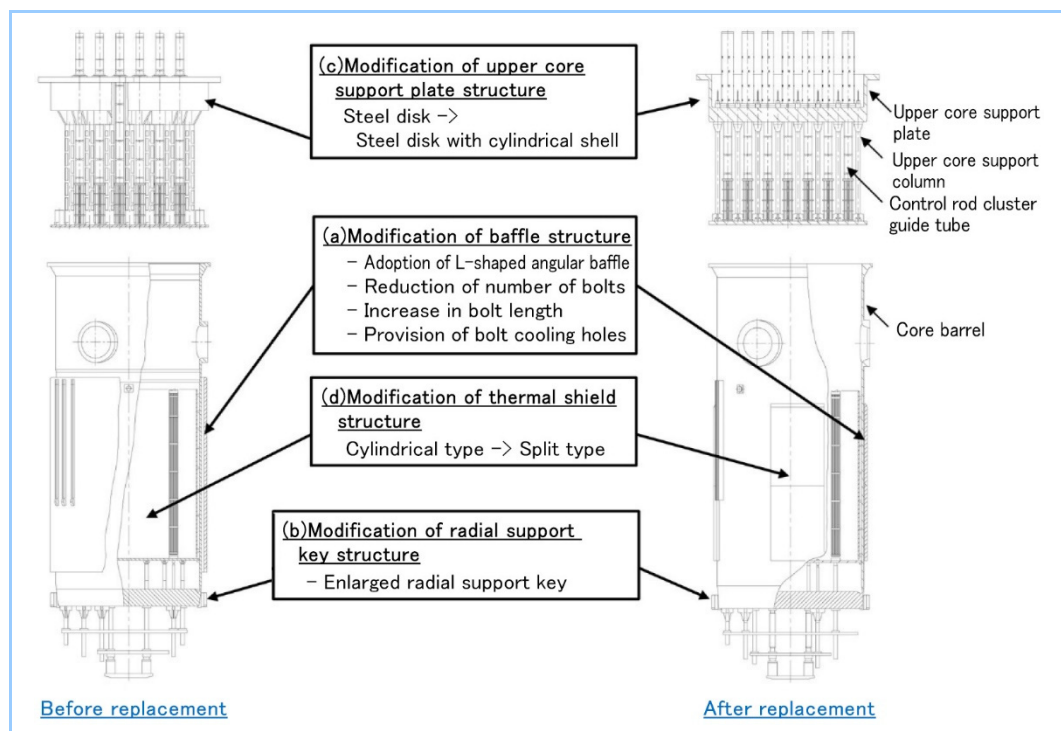 (c)Modification of upper core
support plate structure
Steel disk ->
Steel disk with cylindrical shell
Upper core support
plate
Upper core support
column
Control rod cluster
guide tube
(a)Modification of baffle structure
- Adoption of L-shaped angular baffle
- Reduction of number of bolts
- Increase in bolt length
- Provision of bolt cooling holes
Core barrel
(d)Modification of thermal shield
structure
Cylindrical type -> Split type
(b)Modification of radial support
key structure
- Enlarged radial support key
Before replacement
After replacement